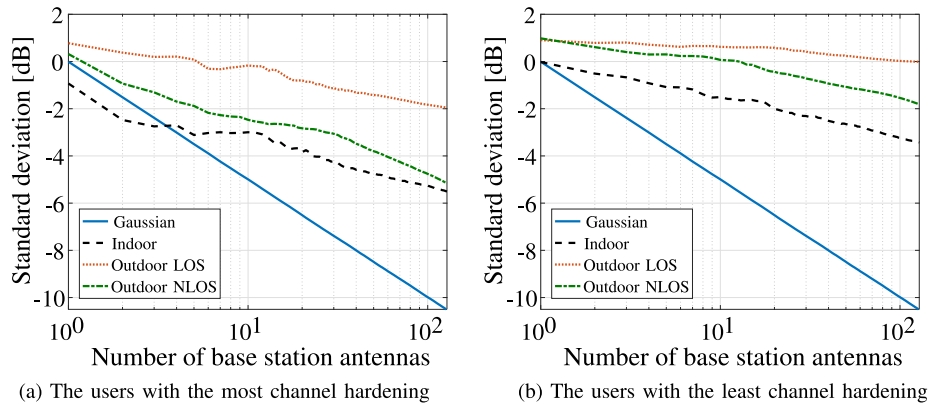 2
0
-2
-4
-6
-8
-10
Standard deviation [dB]
Gaussian
Indoor
Outdoor LOS
Outdoor NLOS
10^0
10^1
10^2
Number of base station antennas
(a) The users with the most channel hardening
2
0
-2
-4
-6
-8
-10
Standard deviation [dB]
Gaussian
Indoor
Outdoor LOS
Outdoor NLOS
10^0
10^1
10^2
Number of base station antennas
(b) The users with the least channel hardening